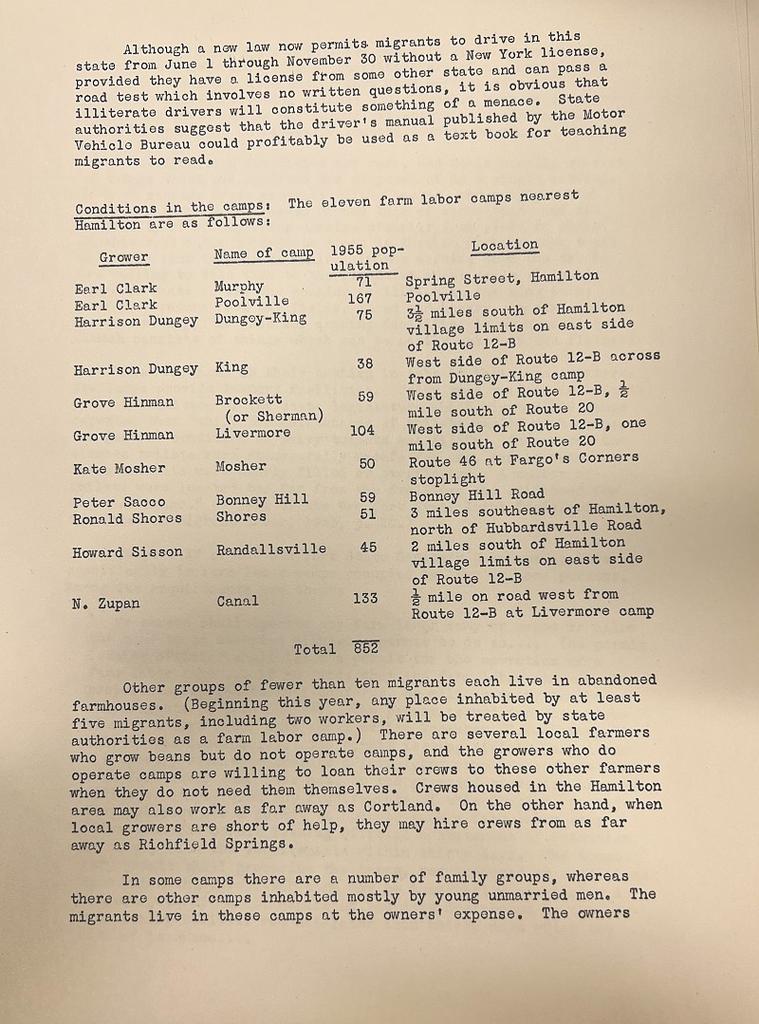 Although a new law now permits migrants to drive in this
state from June 1 through November 30 without a New York license,
provided they have a license from some other state and can pass a
road test which involves no written questions, it is obvious that
illiterate drivers will constitute something of a menace. State
authorities suggest that the driver's manual published by the Motor
Vehicle Bureau could profitably be used as a text book for teaching
migrants to read.
Conditions in the camps: The eleven farm labor camps nearest
Hamilton are as follows:
Grower Name of camp 1955 pop- Location
ulation
Earl Clark Murphy 71 Spring Street, Hamilton
Earl Clark Poolville 167 Poolville
Harrison Dungey Dungey-King 75 3½ miles south of Hamilton
village limits on east side
of Route 12-B
Harrison Dungey King 38 West side of Route 12-B across
from Dungey-King camp
Grove Hinman Brockett 59 West side of Route 12-B, ½
(or Sherman) mile south of Route 20
Grove Hinman Livermore 104 West side of Route 12-B, one
mile south of Route 20
Kate Mosher Mosher 50 Route 46 at Fargo's Corners
stoplight
Peter Sacco Bonney Hill 59 Bonney Hill Road
Ronald Shores Shores 51 3 miles southeast of Hamilton,
north of Hubbardsville Road
Howard Sisson Randallsville 45 2 miles south of Hamilton
village limits on east side
of Route 12-B
N. Zupan Canal 133 ½ mile on road west from
Route 12-B at Livermore camp
Total 852
Other groups of fewer than ten migrants each live in abandoned
farmhouses. (Beginning this year, any place inhabited by at least
five migrants, including two workers, will be treated by state
authorities as a farm labor camp.) There are several local farmers
who grow beans but do not operate camps, and the growers who do
operate camps are willing to loan their crews to these other farmers
when they do not need them themselves. Crews housed in the Hamilton
area may also work as far away as Cortland. On the other hand, when
local growers are short of help, they may hire crews from as far
away as Richfield Springs.
In some camps there are a number of family groups, whereas
there are other camps inhabited mostly by young unmarried men. The
migrants live in these camps at the owners' expense. The owners